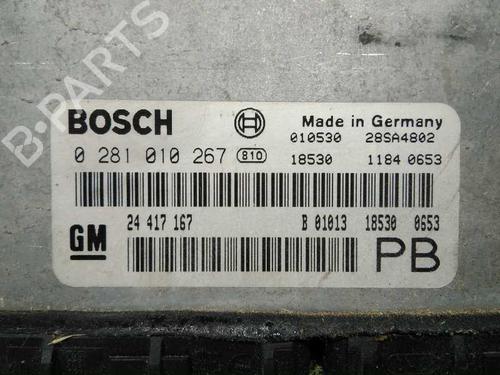 B-PARTS
BOSCH Made in Germany
010530 28SA4802
0 281 010 267 810 18530 1184 0653
24 417 167 B 01013 18530 0653
GM PB